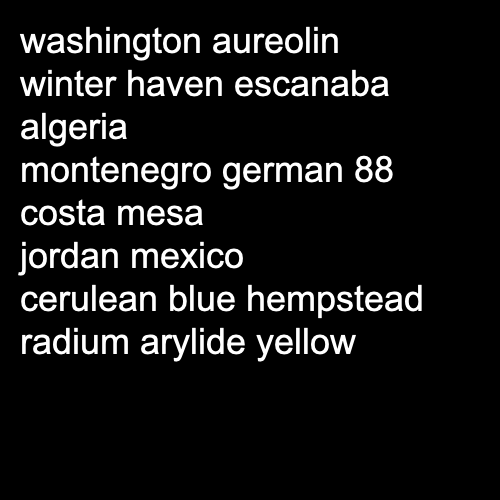 washington aureolin
winter haven escanaba
algeria
montenegro german 88
costa mesa
jordan mexico
cerulean blue hempstead
radium arylide yellow